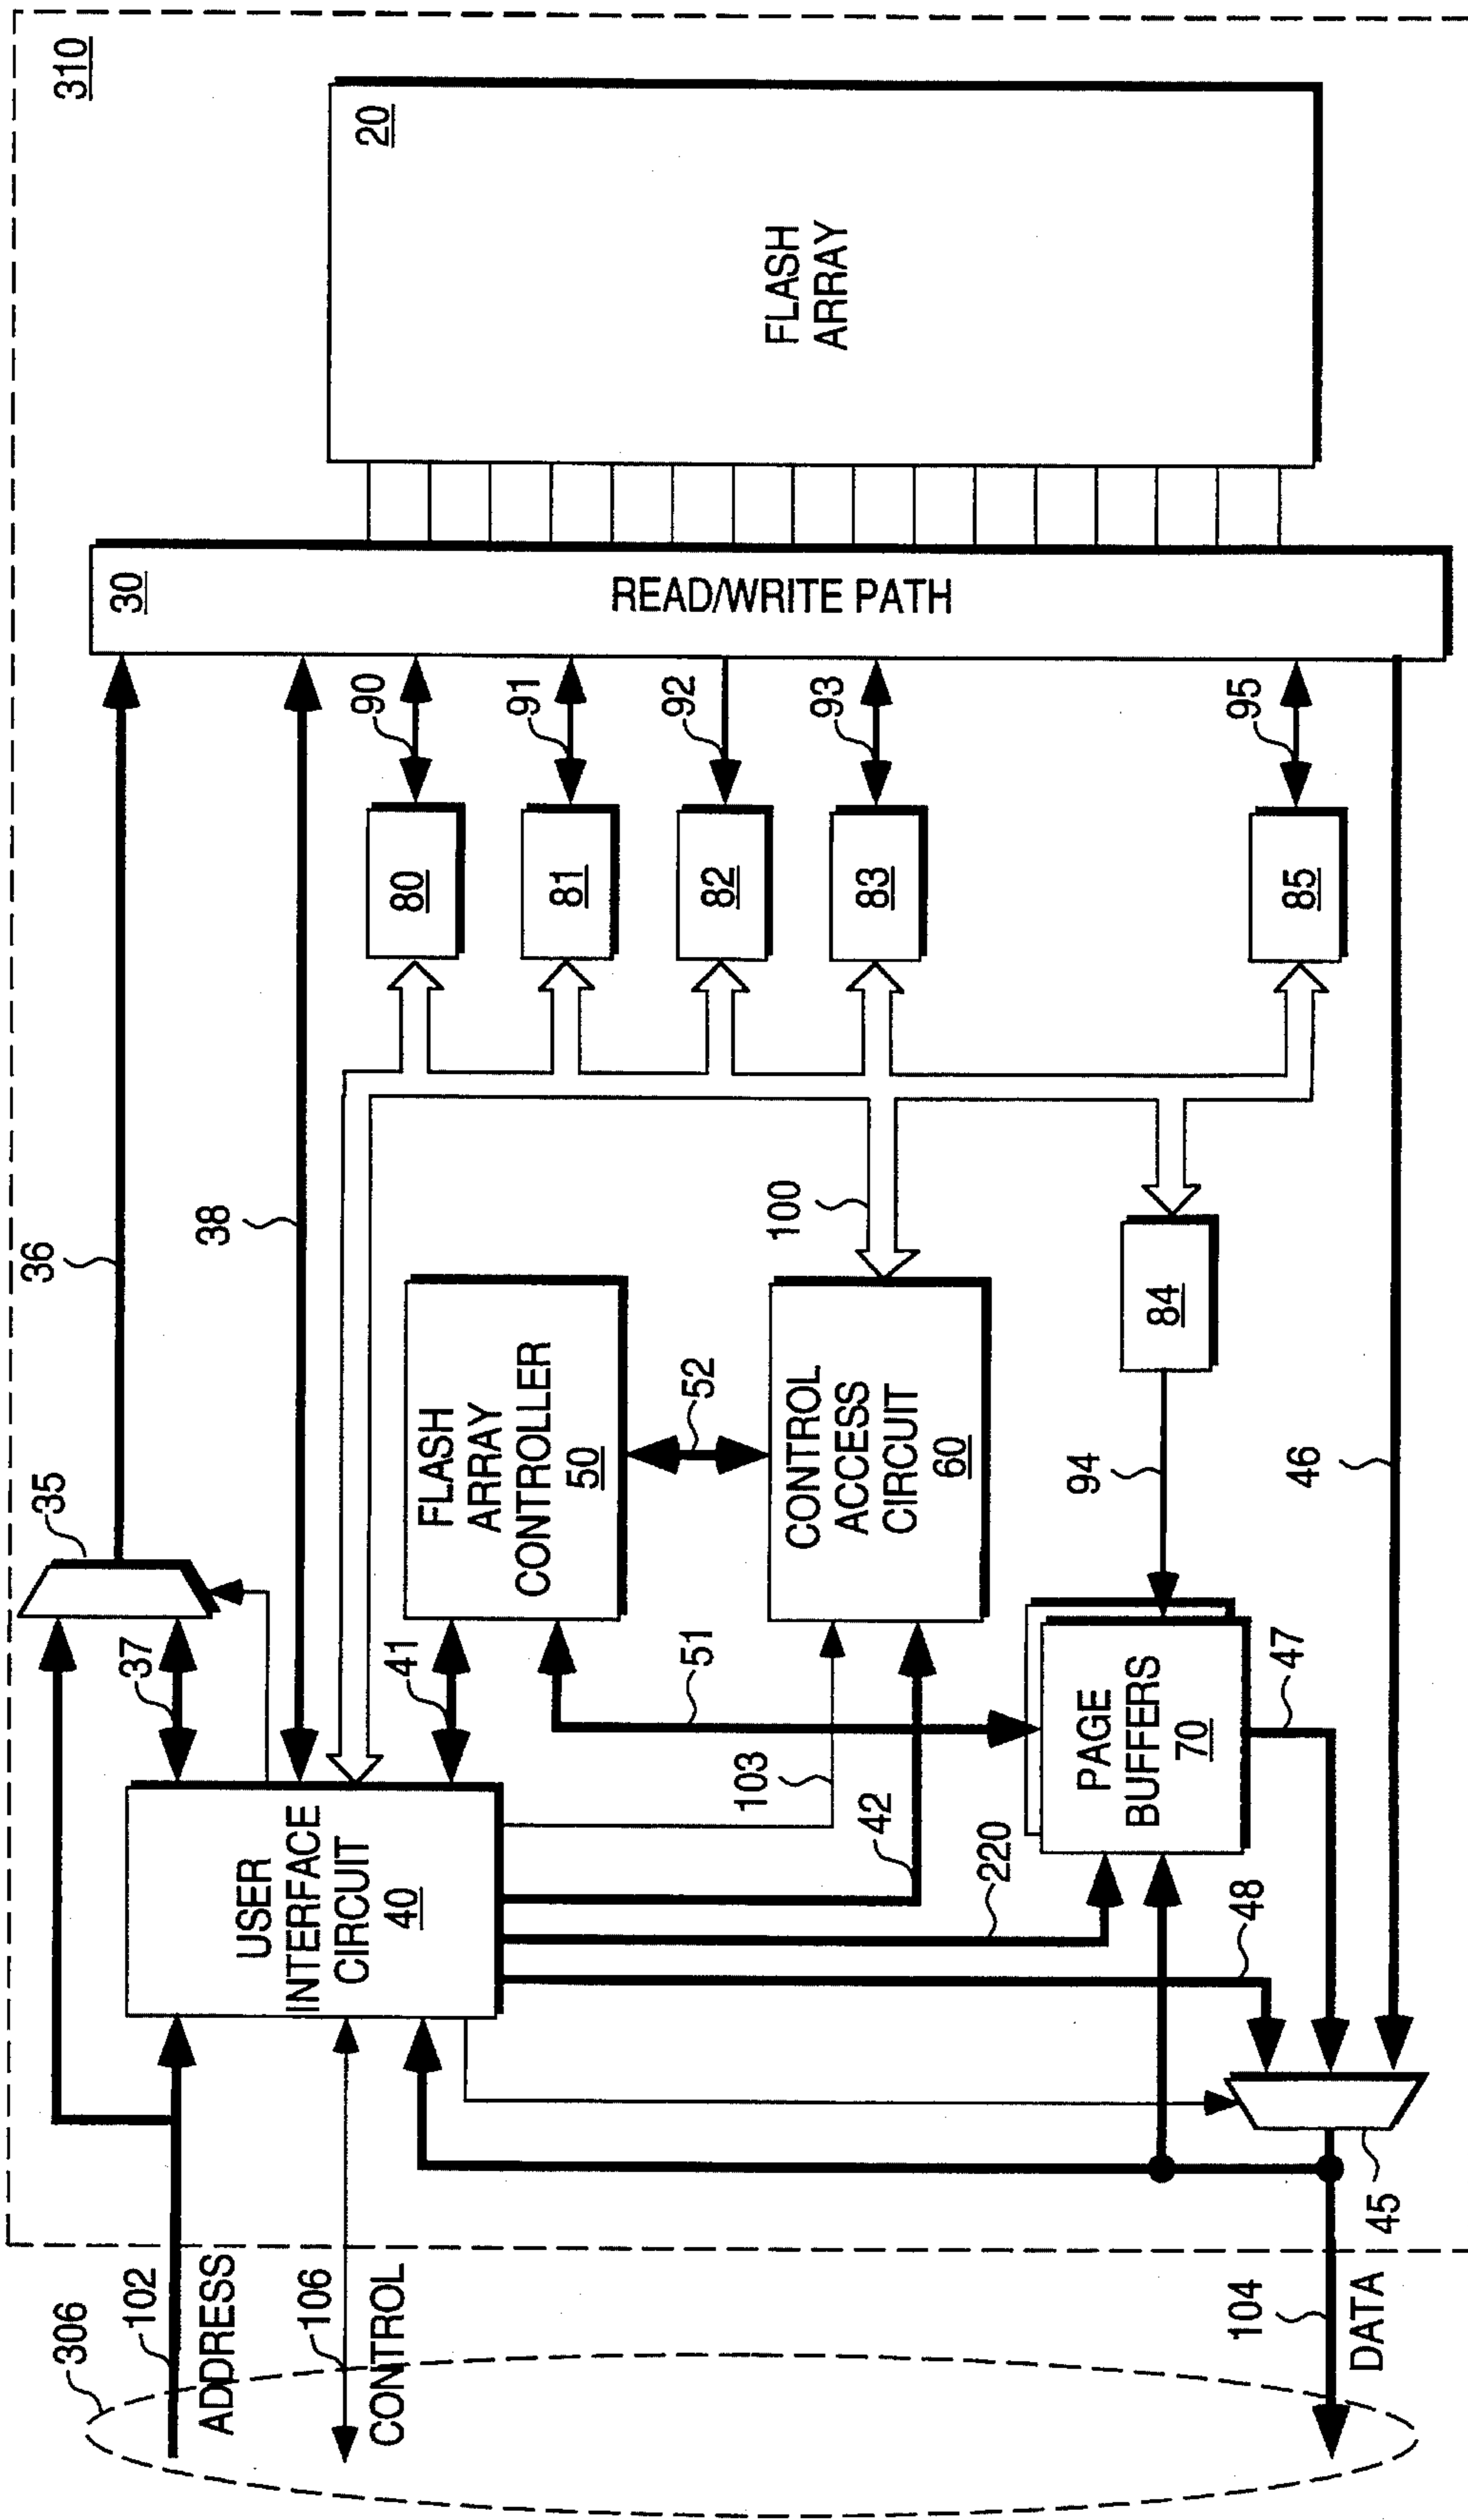 310
20
FLASH
ARRAY
30
READ/WRITE PATH
36
38
90
91
92
93
95
80
81
82
83
85
35
37
41
FLASH
ARRAY
CONTROLLER
50
52
100
CONTROL
ACCESS
CIRCUIT
60
84
94
46
51
103
42
220
48
47
PAGE
BUFFERS
70
USER
INTERFACE
CIRCUIT
40
45
306
102
ADDRESS
106
CONTROL
104
DATA